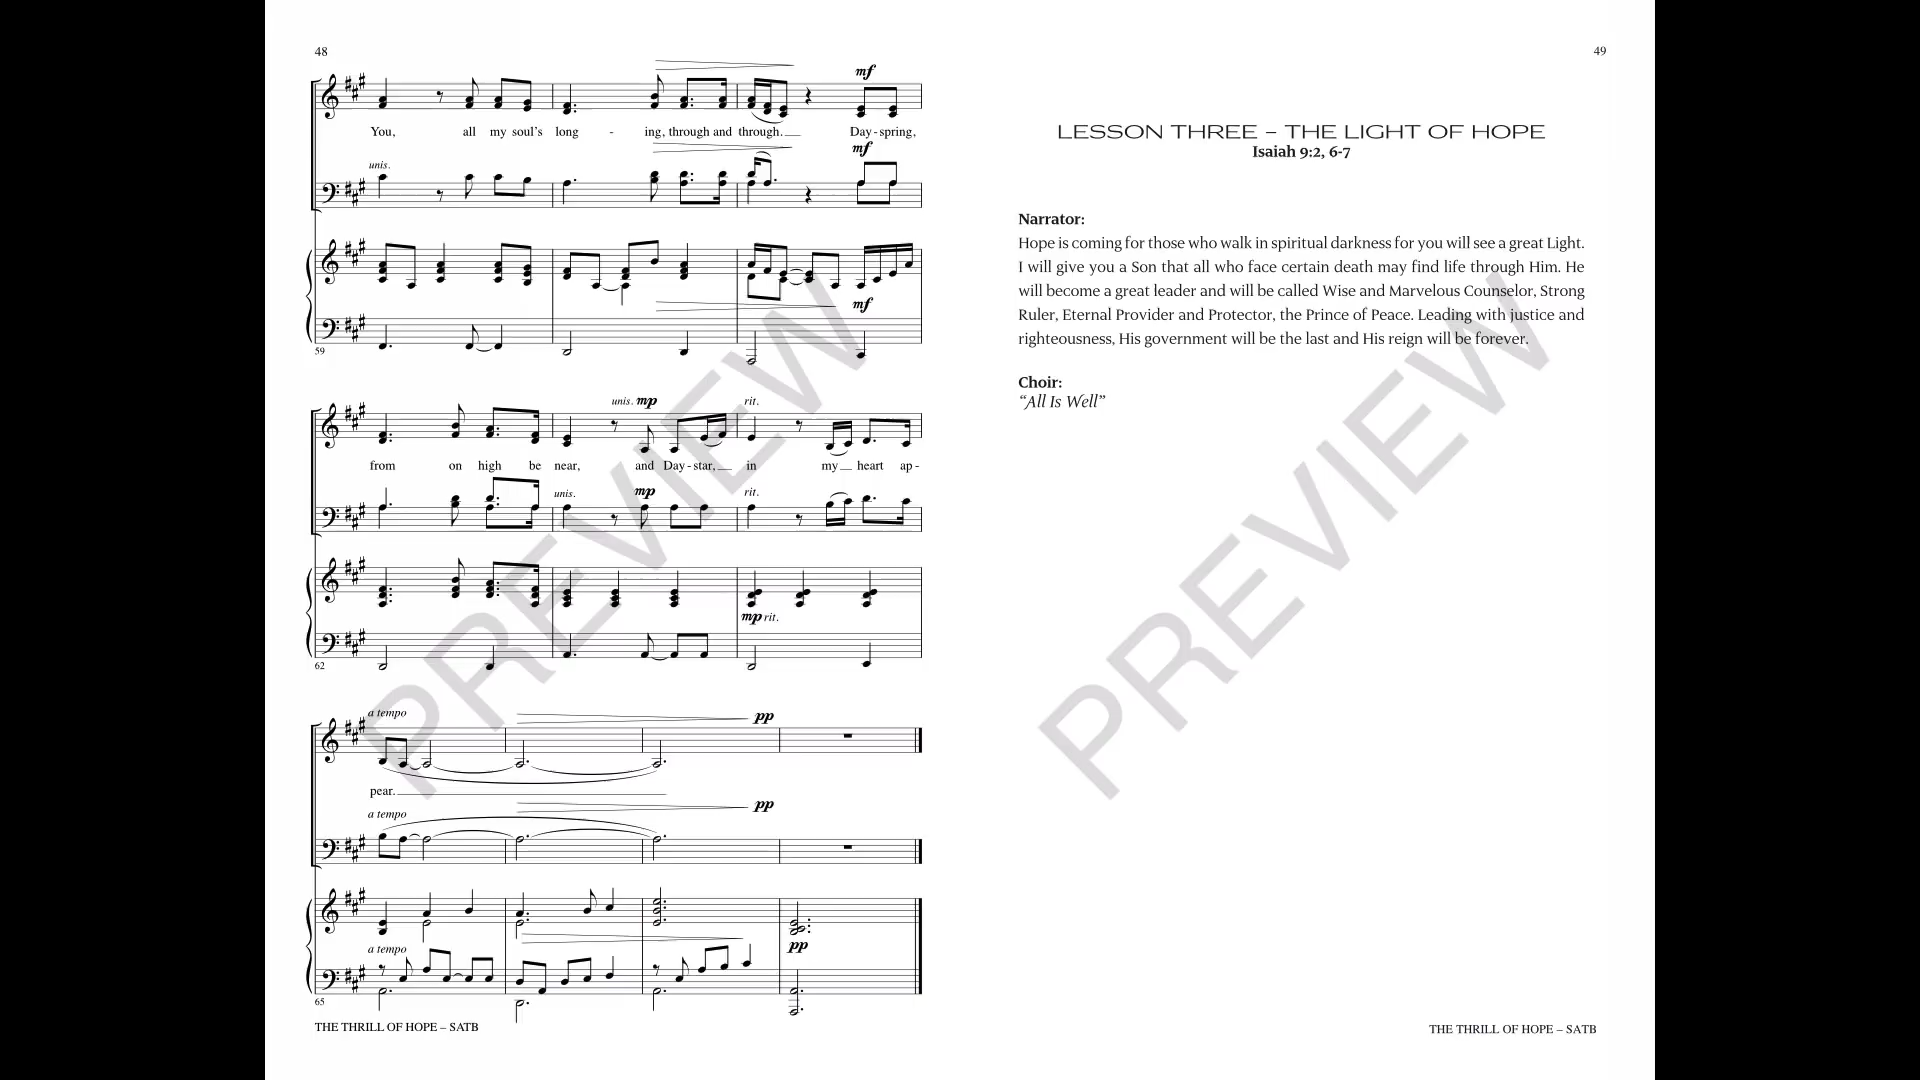 48
mf
You, all my soul's long - ing, through and through. Day - spring,
mf
unis.
mf
59
unis. mp rit.
from on high be near, and Day - star, in my heart ap -
unis. mp rit.
mp rit.
62
a tempo pp
pear.
pp
a tempo
pp
a tempo
65
THE THRILL OF HOPE – SATB
PREVIEW
49
LESSON THREE – THE LIGHT OF HOPE
Isaiah 9:2, 6-7
Narrator:
Hope is coming for those who walk in spiritual darkness for you will see a great Light.
I will give you a Son that all who face certain death may find life through Him. He
will become a great leader and will be called Wise and Marvelous Counselor, Strong
Ruler, Eternal Provider and Protector, the Prince of Peace. Leading with justice and
righteousness, His government will be the last and His reign will be forever.
Choir:
“All Is Well”
PREVIEW
THE THRILL OF HOPE – SATB